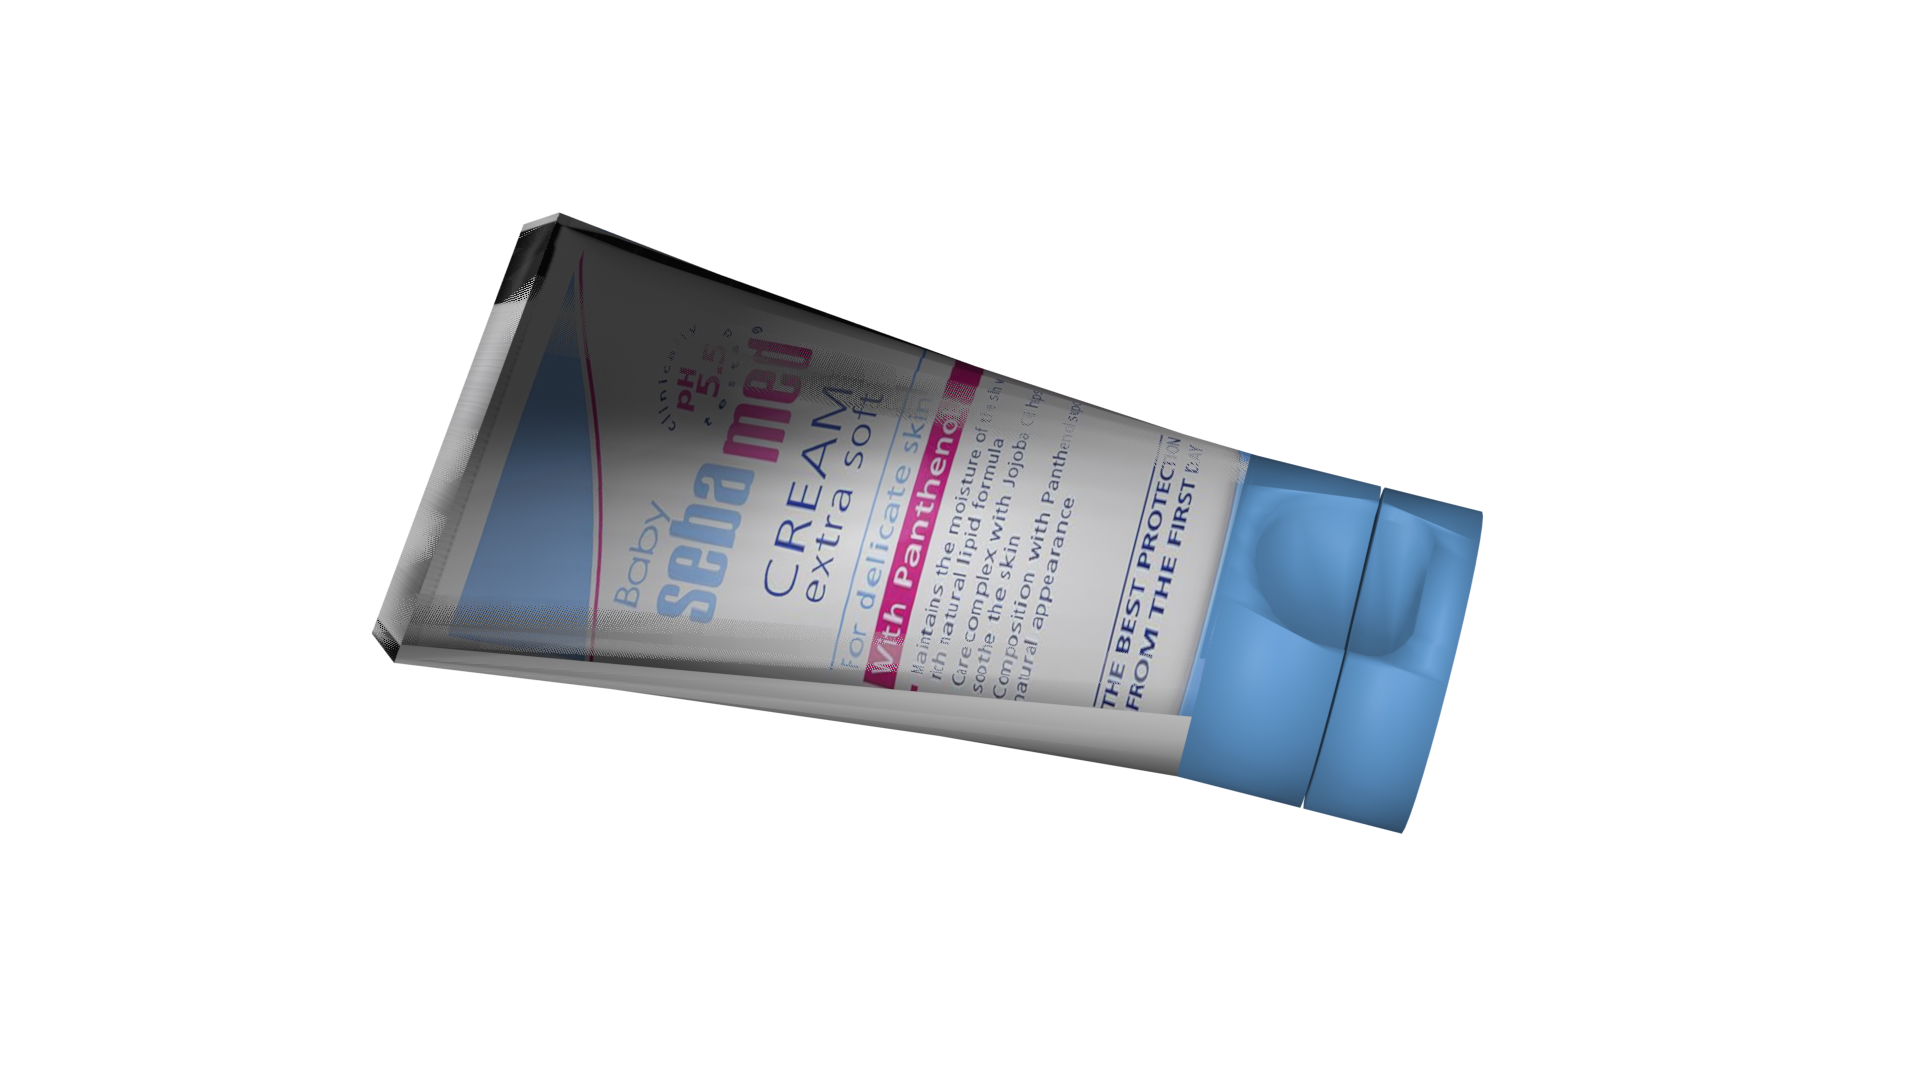 Baby
sebamed®
clinically tested
pH
5.5
CREAM
extra soft
For delicate skin
With Panthenol
Maintains the moisture of the
rich natural lipid formula
Care complex with Jojoba
soothe the skin
Composition with Panthenol
natural appearance
THE BEST PROTECTION
FROM THE FIRST DAY